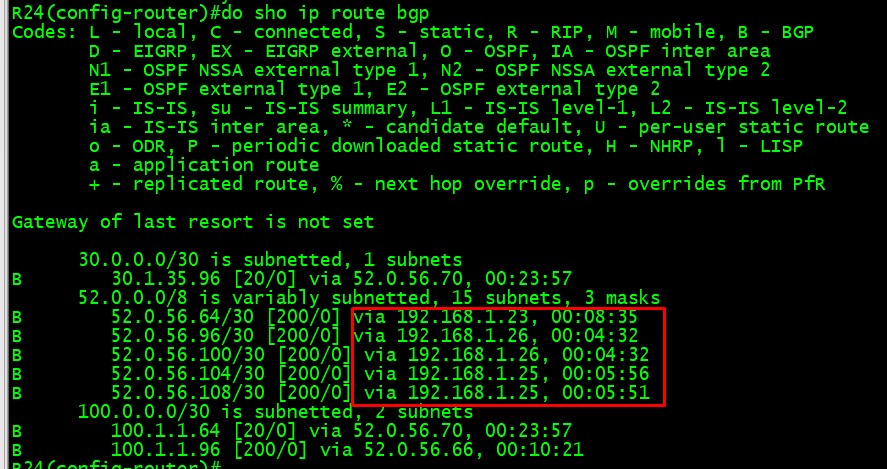 R24(config-router)#do sho ip route bgp
Codes: L - local, C - connected, S - static, R - RIP, M - mobile, B - BGP
D - EIGRP, EX - EIGRP external, O - OSPF, IA - OSPF inter area
N1 - OSPF NSSA external type 1, N2 - OSPF NSSA external type 2
E1 - OSPF external type 1, E2 - OSPF external type 2
i - IS-IS, su - IS-IS summary, L1 - IS-IS level-1, L2 - IS-IS level-2
ia - IS-IS inter area, * - candidate default, U - per-user static route
o - ODR, P - periodic downloaded static route, H - NHRP, l - LISP
a - application route
+ - replicated route, % - next hop override, p - overrides from PfR
Gateway of last resort is not set
30.0.0.0/30 is subnetted, 1 subnets
B 30.1.35.96 [20/0] via 52.0.56.70, 00:23:57
52.0.0.0/8 is variably subnetted, 15 subnets, 3 masks
B 52.0.56.64/30 [200/0] via 192.168.1.23, 00:08:35
B 52.0.56.96/30 [200/0] via 192.168.1.26, 00:04:32
B 52.0.56.100/30 [200/0] via 192.168.1.26, 00:04:32
B 52.0.56.104/30 [200/0] via 192.168.1.25, 00:05:56
B 52.0.56.108/30 [200/0] via 192.168.1.25, 00:05:51
100.0.0.0/30 is subnetted, 2 subnets
B 100.1.1.64 [20/0] via 52.0.56.70, 00:23:57
B 100.1.1.96 [200/0] via 52.0.56.66, 00:10:21
R24(config-router)#